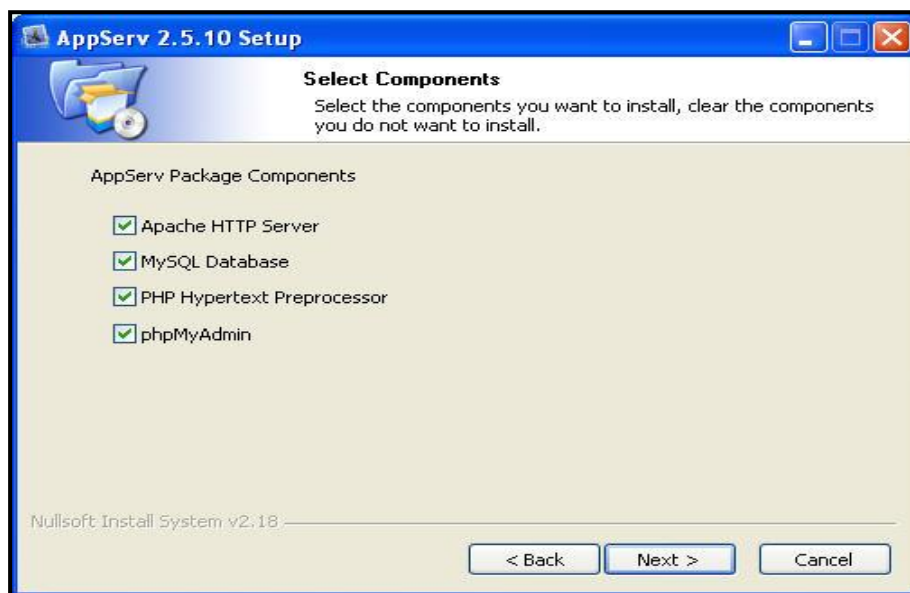 AppServ 2.5.10 Setup
Select Components
Select the components you want to install, clear the components
you do not want to install.
AppServ Package Components
Apache HTTP Server
MySQL Database
PHP Hypertext Preprocessor
phpMyAdmin
Nullsoft Install System v2.18
< Back Next > Cancel